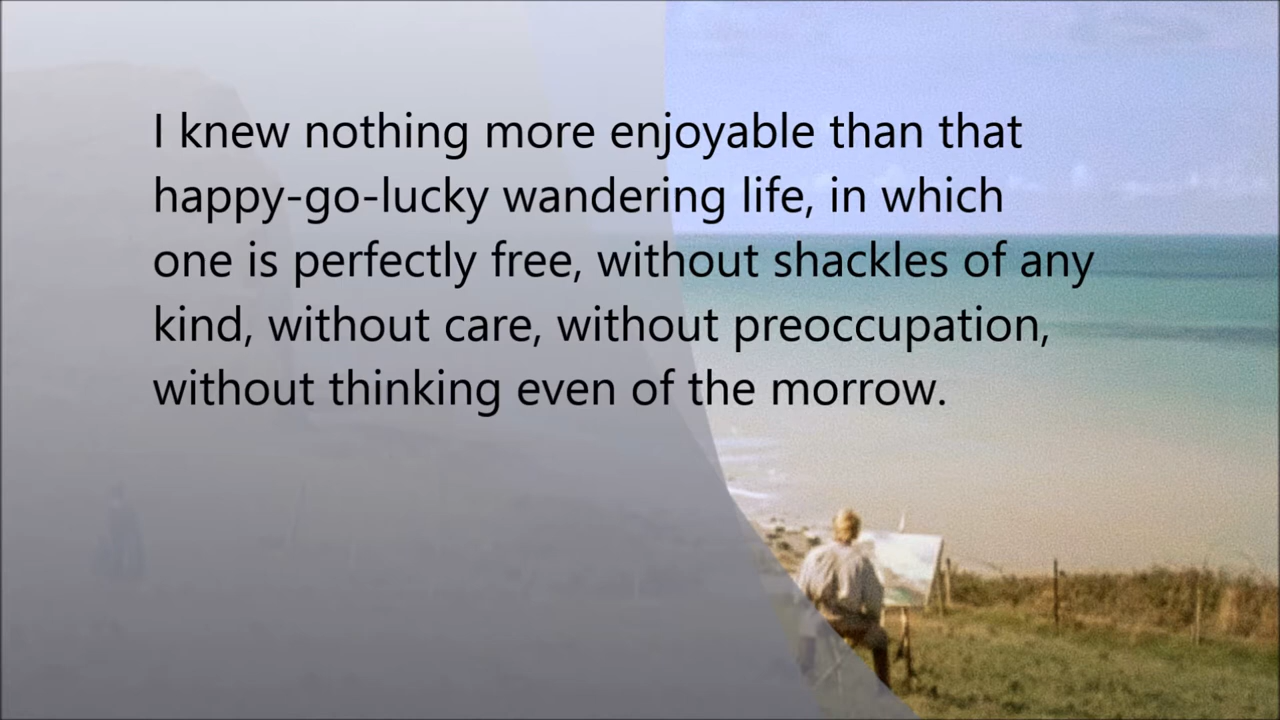 I knew nothing more enjoyable than that
happy-go-lucky wandering life, in which
one is perfectly free, without shackles of any
kind, without care, without preoccupation,
without thinking even of the morrow.